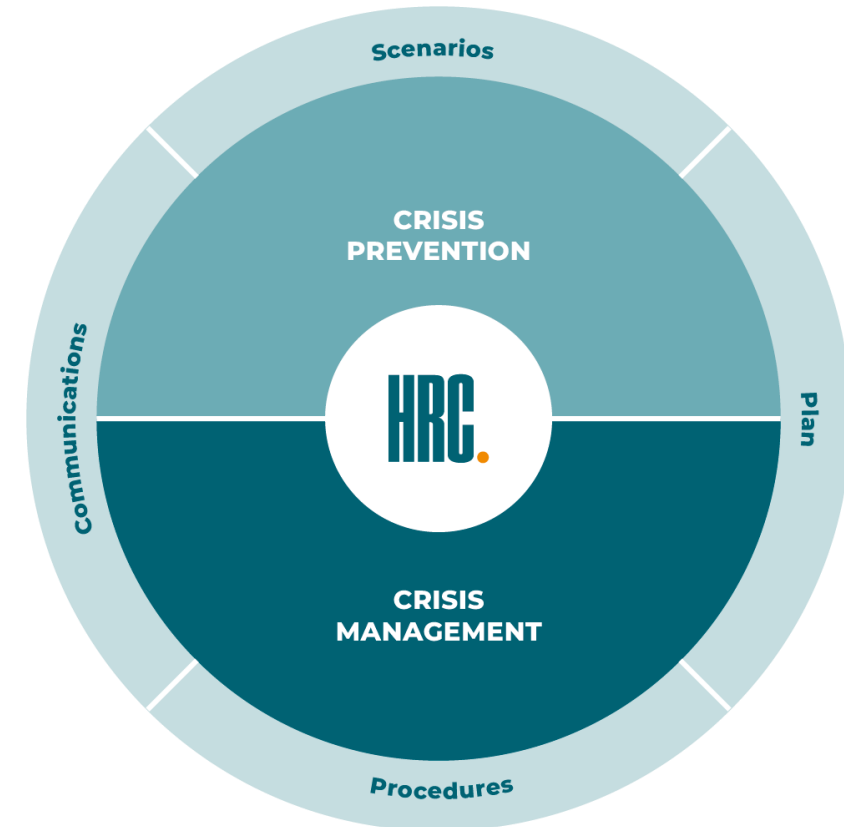 Scenarios
CRISIS
PREVENTION
Communications
HRC.
Plan
CRISIS
MANAGEMENT
Procedures